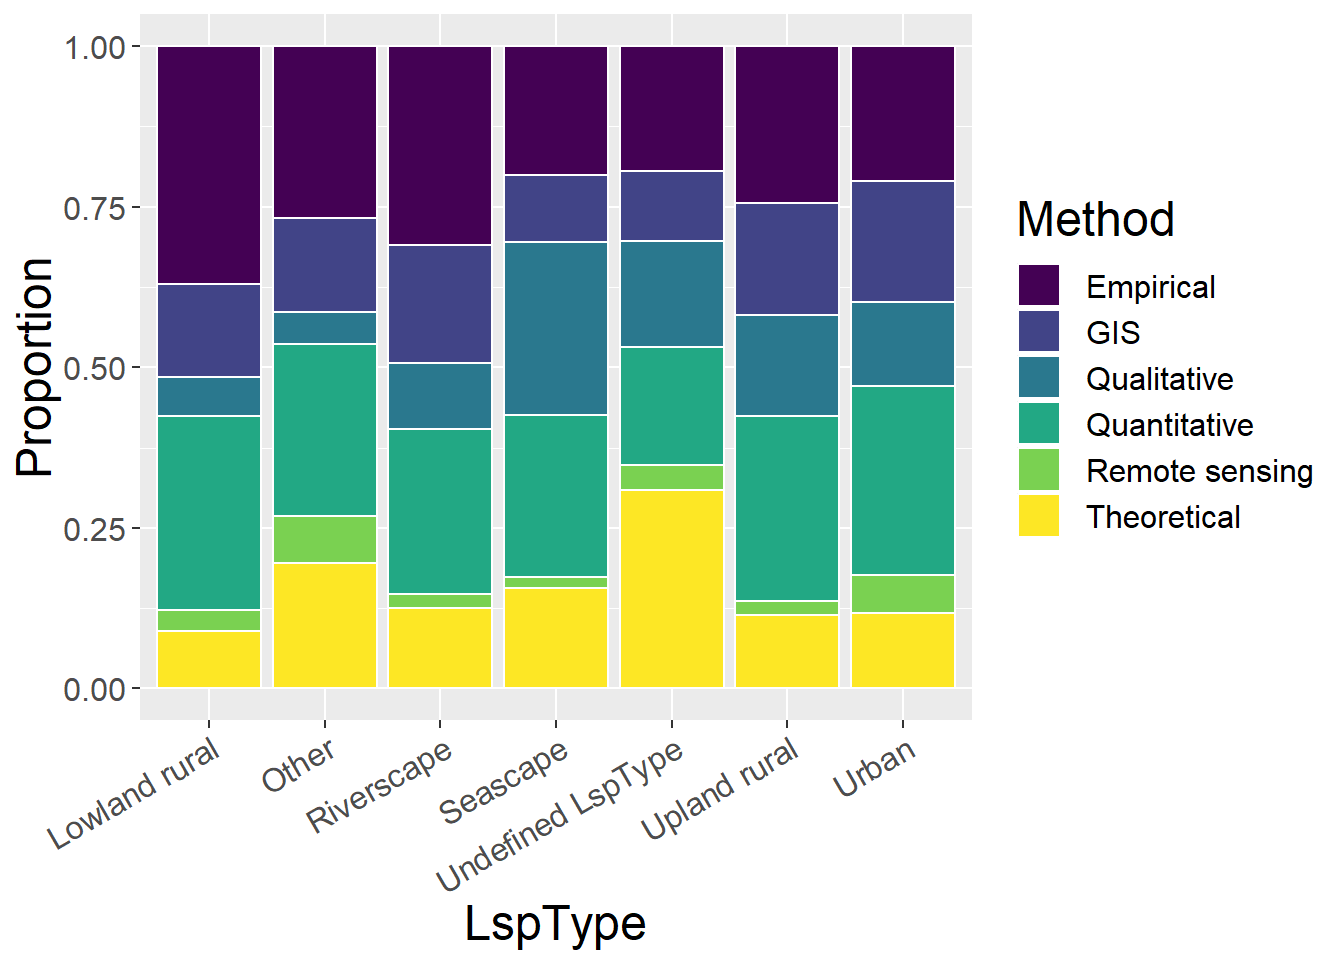 1.00
0.75
0.50
0.25
0.00
Proportion
Lowland rural
Other
Riverscape
Seascape
Undefined LspType
Upland rural
Urban
LspType
Method
Empirical
GIS
Qualitative
Quantitative
Remote sensing
Theoretical